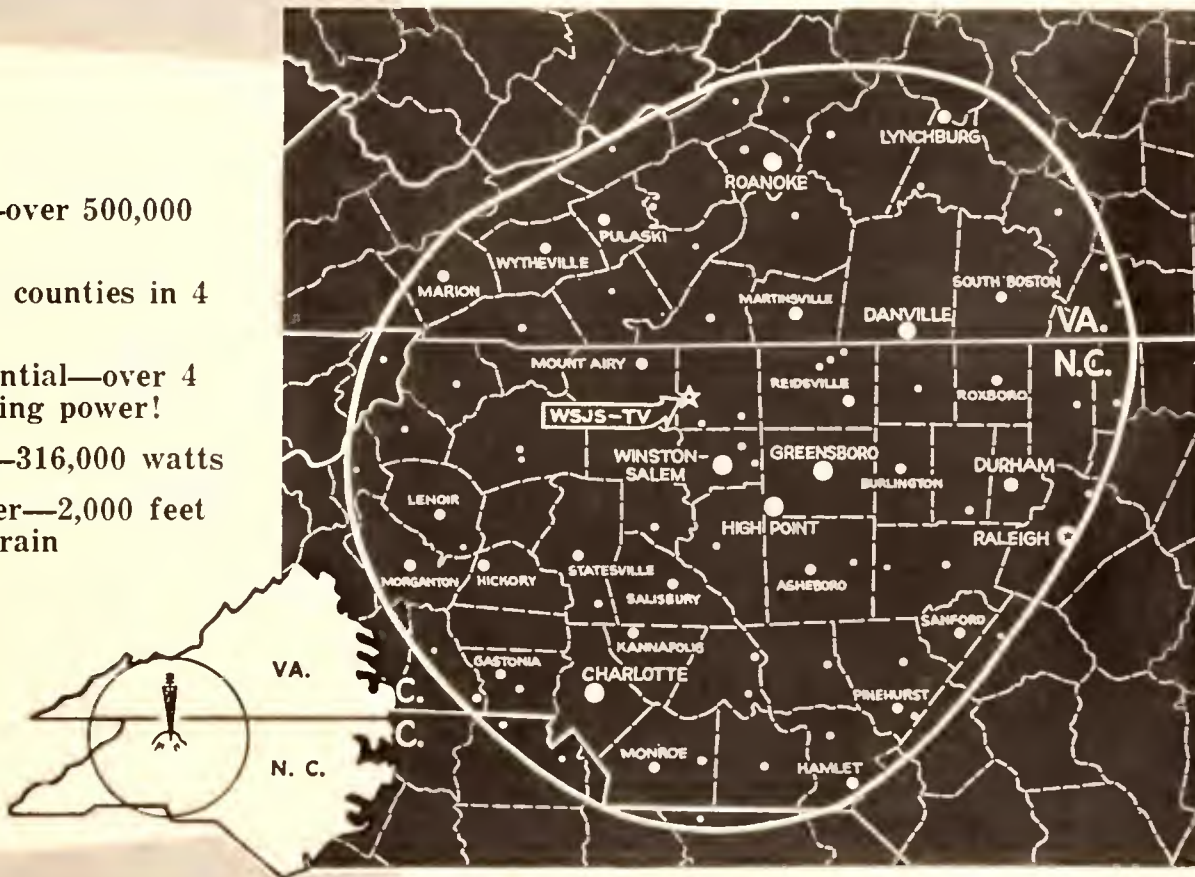 —over 500,000
counties in 4
ntial—over 4
ing power!
—316,000 watts
er—2,000 feet
rain
LYNCHBURG
ROANOKE
PULASKI
WYTHEVILLE
MARION
SOUTH BOSTON
MARTINSVILLE
DANVILLE
VA.
N.C.
MOUNT AIRY
REIDSVILLE
ROXBORO
WSJS-TV
WINSTON-
SALEM
GREENSBORO
BURLINGTON
DURHAM
LENOIR
HIGH POINT
RALEIGH
MORGANTON
HICKORY
STATESVILLE
ASHEBORO
SALISBURY
SANFORD
KANNAPOLIS
GASTONIA
CHARLOTTE
PINEHURST
C.
C.
MONROE
HAMLET
VA.
N. C.